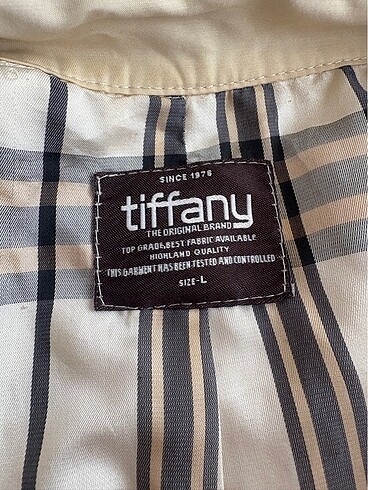 SINCE 1976
tiffany
THE ORIGINAL BRAND
TOP GRADE,BEST FABRIC AVAILABLE
HIGHLAND QUALITY
THIS GARMENT HAS BEEN TESTED AND CONTROLLED
SIZE-L